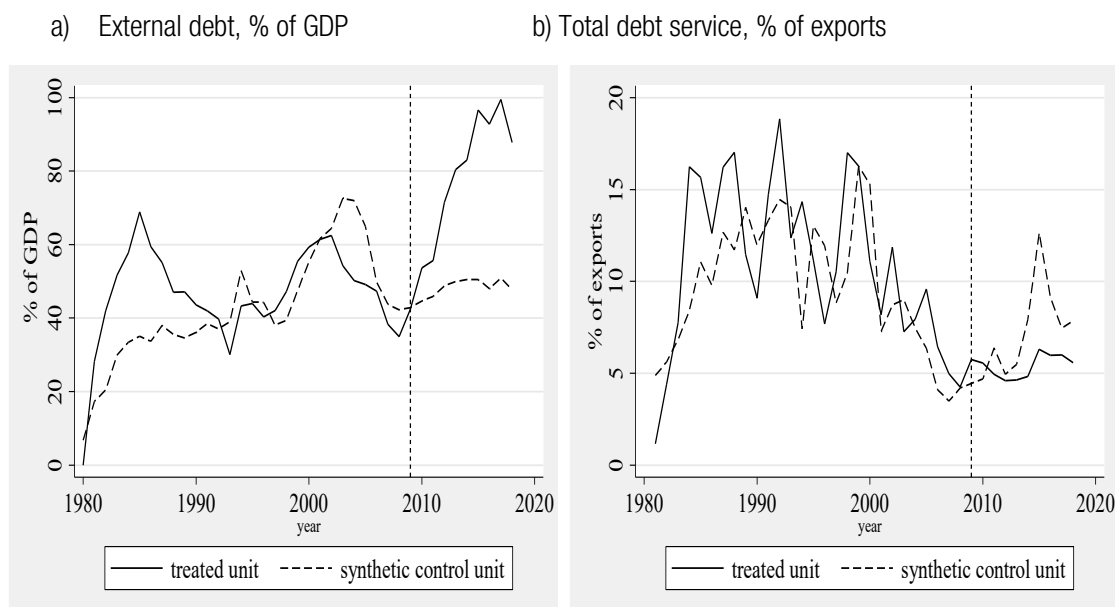 a) External debt, % of GDP
b) Total debt service, % of exports
% of GDP
100
80
60
40
20
0
1980 1990 2000 2010 2020
year
treated unit synthetic control unit
% of exports
20
15
10
5
0
1980 1990 2000 2010 2020
year
treated unit synthetic control unit